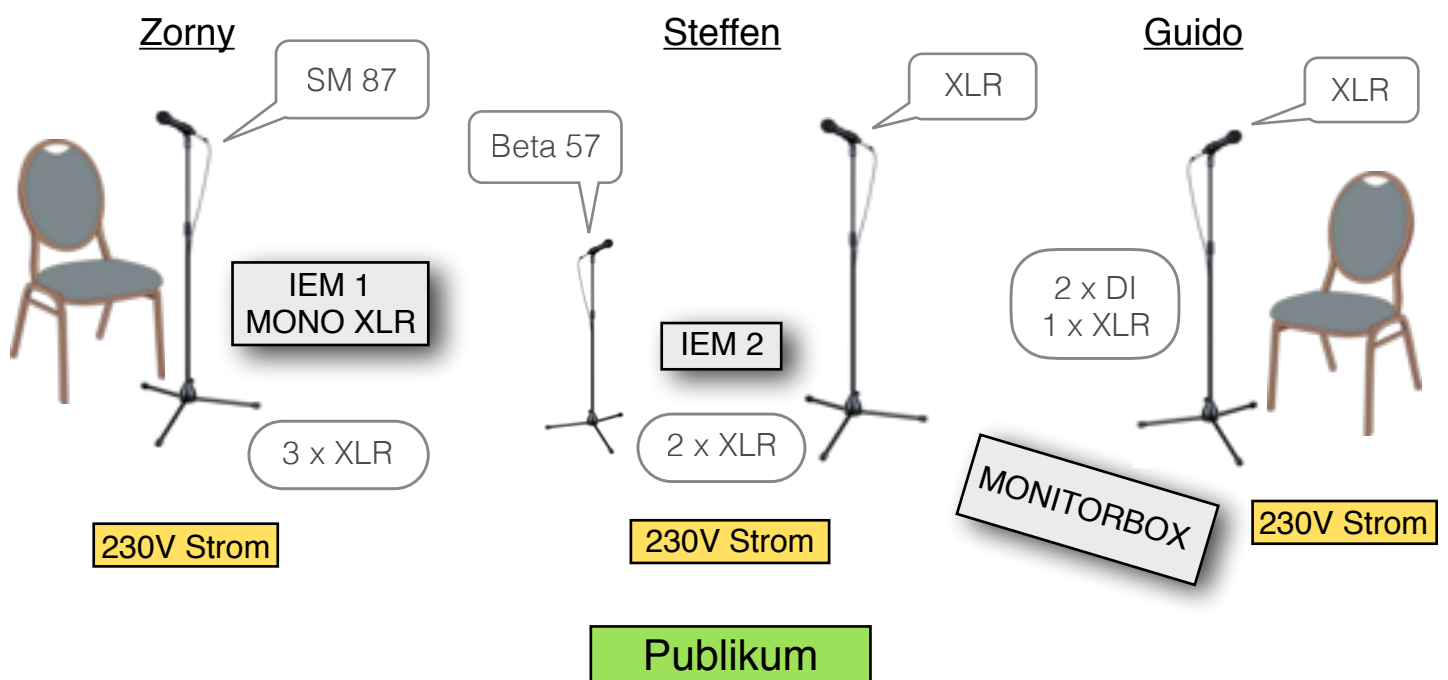 Zorny
Steffen
Guido
SM 87
XLR
XLR
Beta 57
IEM 1
MONO XLR
2 x DI
1 x XLR
IEM 2
3 x XLR
2 x XLR
MONITORBOX
230V Strom
230V Strom
230V Strom
Publikum